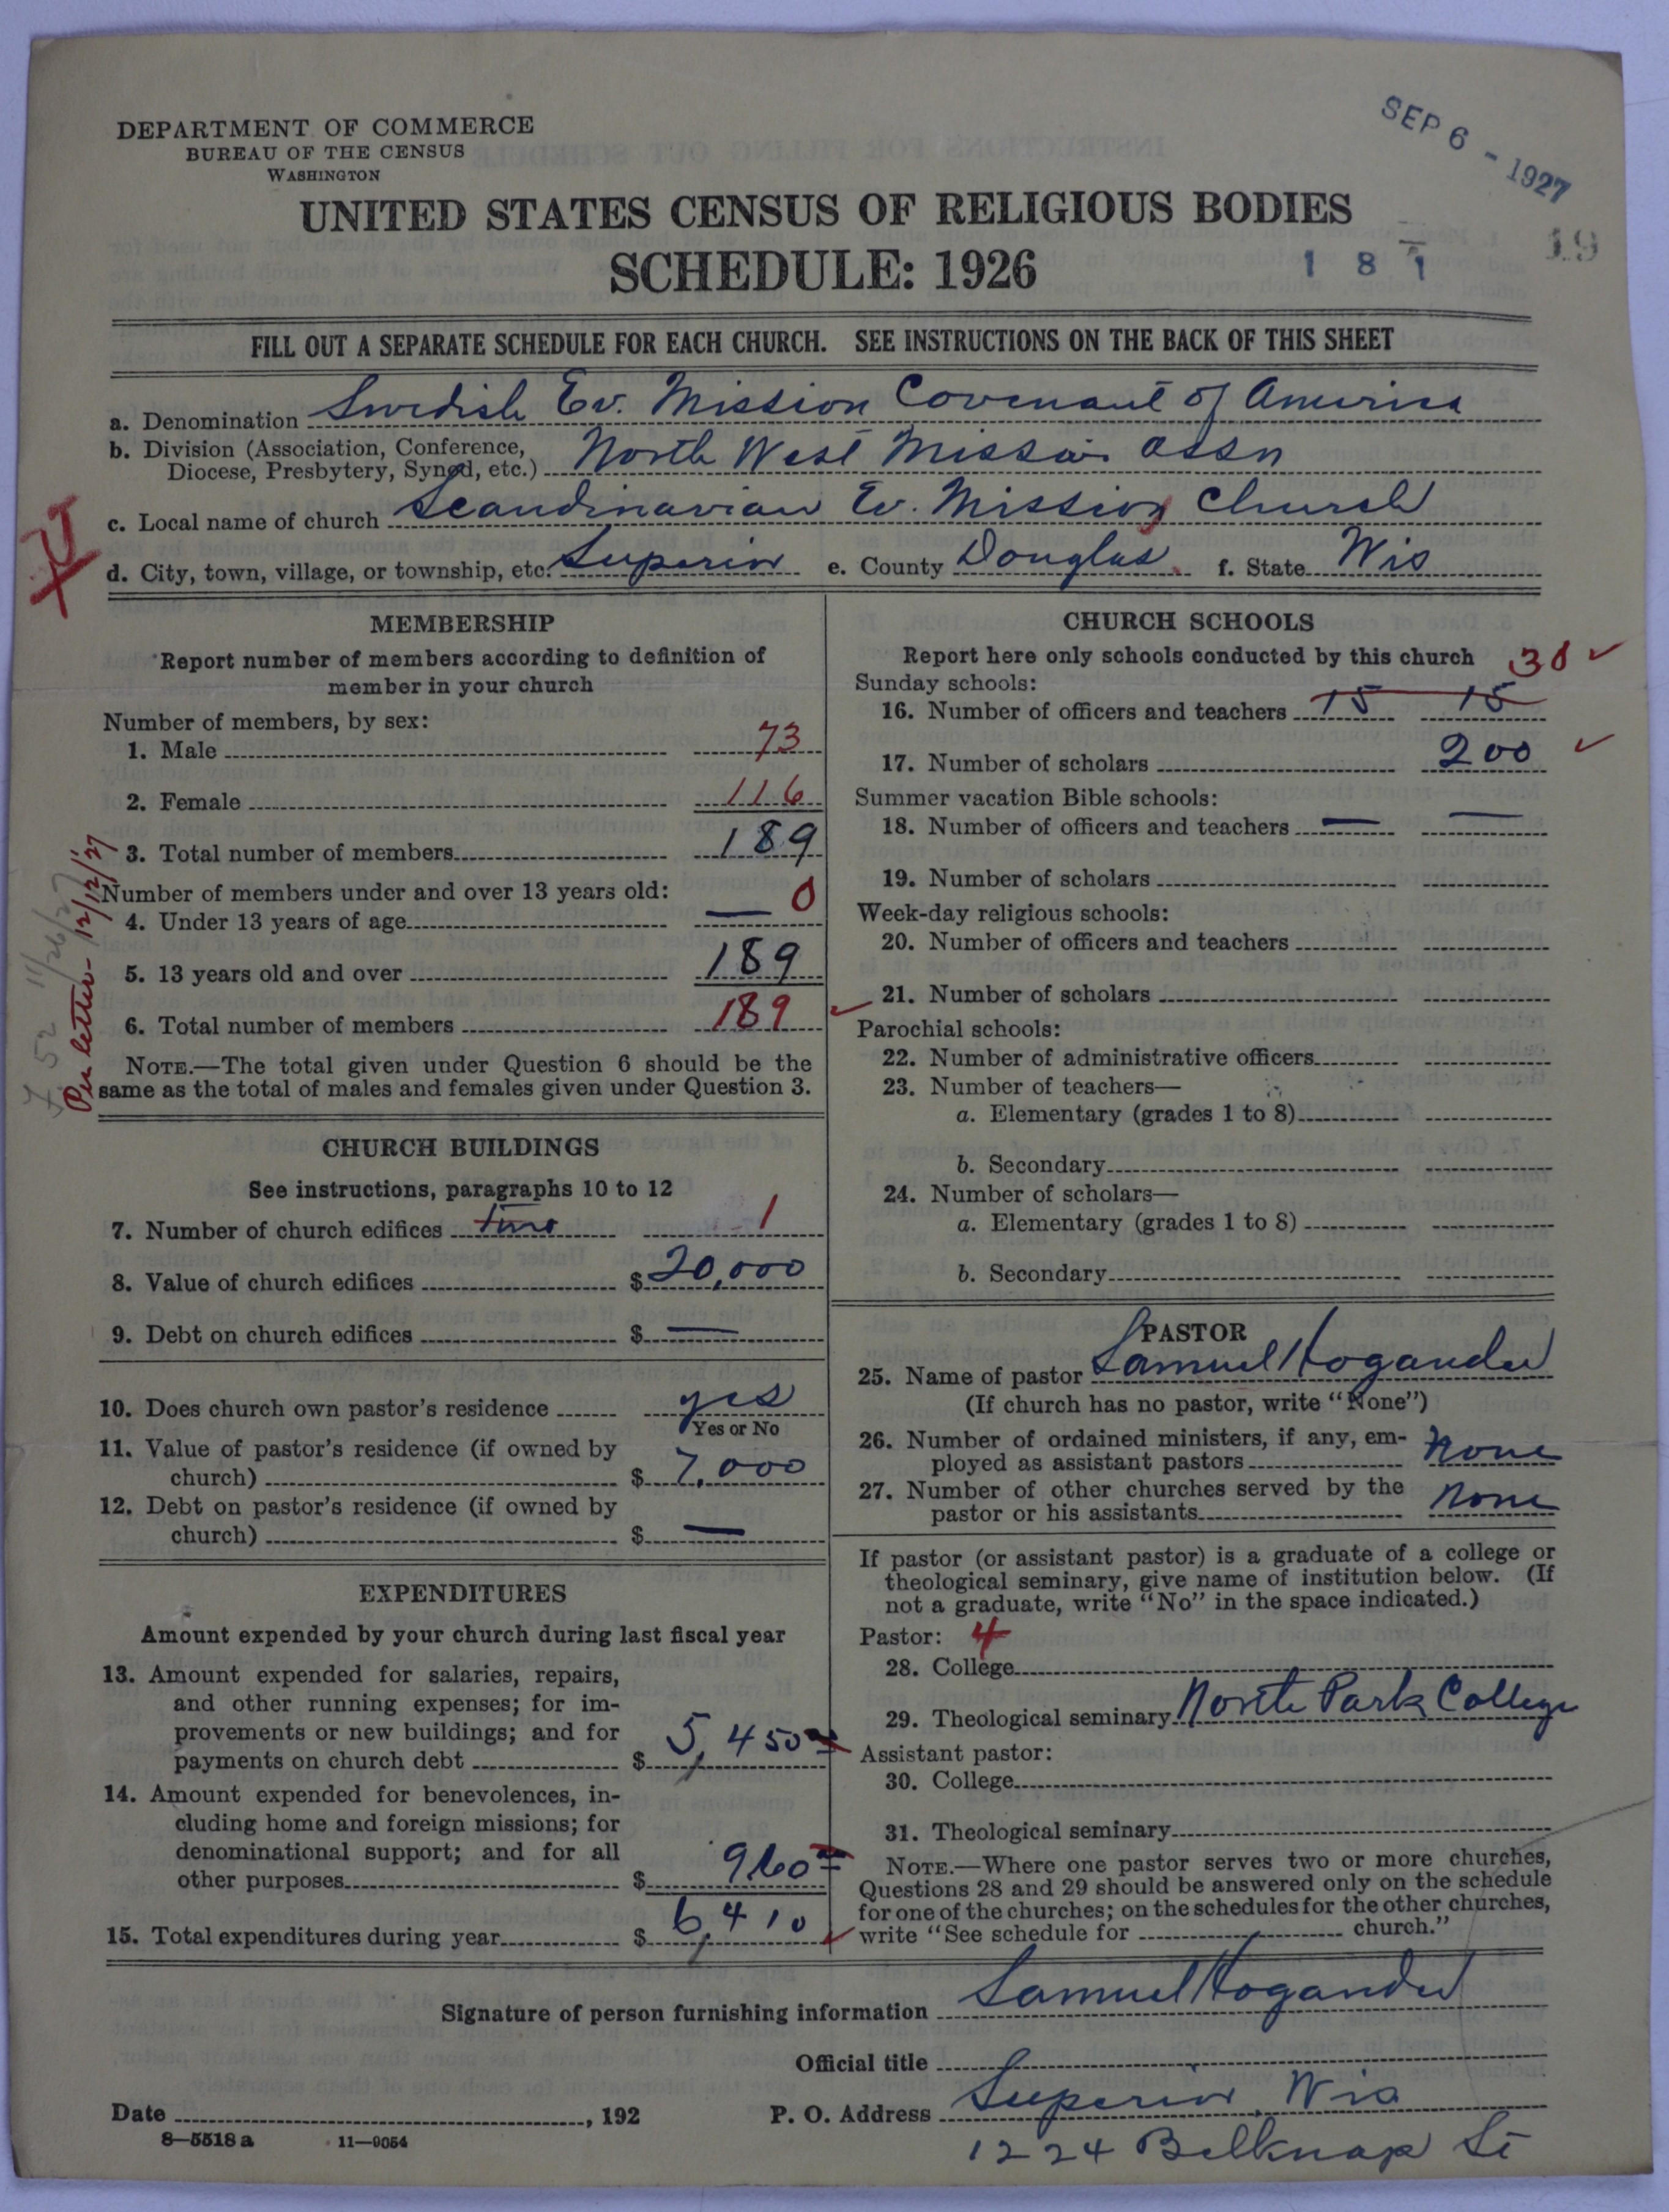 SEP 6 - 1927
DEPARTMENT OF COMMERCE
BUREAU OF THE CENSUS
WASHINGTON
UNITED STATES CENSUS OF RELIGIOUS BODIES
SCHEDULE: 1926
1 8 1
19
FILL OUT A SEPARATE SCHEDULE FOR EACH CHURCH. SEE INSTRUCTIONS ON THE BACK OF THIS SHEET
a. Denomination Swedish Ev. Mission Covenant of America
b. Division (Association, Conference,
Diocese, Presbytery, Synod, etc.) North West Mission assn
c. Local name of church Scandinavian Ev. Mission Church
d. City, town, village, or township, etc. Superior e. County Douglas f. State Wis
MEMBERSHIP
Report number of members according to definition of
member in your church
Number of members, by sex:
1. Male 73
2. Female 116
3. Total number of members 189
Number of members under and over 13 years old:
4. Under 13 years of age — 0
5. 13 years old and over 189
6. Total number of members 189
NOTE.—The total given under Question 6 should be the
same as the total of males and females given under Question 3.
Per letter - 12/12/27
CHURCH BUILDINGS
See instructions, paragraphs 10 to 12
7. Number of church edifices two 1
8. Value of church edifices $ 20,000
9. Debt on church edifices $ —
10. Does church own pastor's residence yes
Yes or No
11. Value of pastor's residence (if owned by
church) $ 7,000
12. Debt on pastor's residence (if owned by
church) $ —
EXPENDITURES
Amount expended by your church during last fiscal year
13. Amount expended for salaries, repairs,
and other running expenses; for im-
provements or new buildings; and for
payments on church debt $ 5,450
14. Amount expended for benevolences, in-
cluding home and foreign missions; for
denominational support; and for all
other purposes $ 960
15. Total expenditures during year $ 6,410
CHURCH SCHOOLS
Report here only schools conducted by this church 30
Sunday schools:
16. Number of officers and teachers 15 15
17. Number of scholars 200
Summer vacation Bible schools:
18. Number of officers and teachers — —
19. Number of scholars
Week-day religious schools:
20. Number of officers and teachers
21. Number of scholars
Parochial schools:
22. Number of administrative officers
23. Number of teachers—
a. Elementary (grades 1 to 8)
b. Secondary
24. Number of scholars—
a. Elementary (grades 1 to 8)
b. Secondary
PASTOR
25. Name of pastor Samuel Hogander
(If church has no pastor, write "None")
26. Number of ordained ministers, if any, em-
ployed as assistant pastors None
27. Number of other churches served by the
pastor or his assistants None
If pastor (or assistant pastor) is a graduate of a college or
theological seminary, give name of institution below. (If
not a graduate, write "No" in the space indicated.)
Pastor: 4
28. College
29. Theological seminary North Park College
Assistant pastor:
30. College
31. Theological seminary
NOTE.—Where one pastor serves two or more churches,
Questions 28 and 29 should be answered only on the schedule
for one of the churches; on the schedules for the other churches,
write "See schedule for church."
Signature of person furnishing information Samuel Hogander
Official title
Date , 192 P. O. Address Superior, Wis
8—5518 a 11—9054
1224 Belknap St